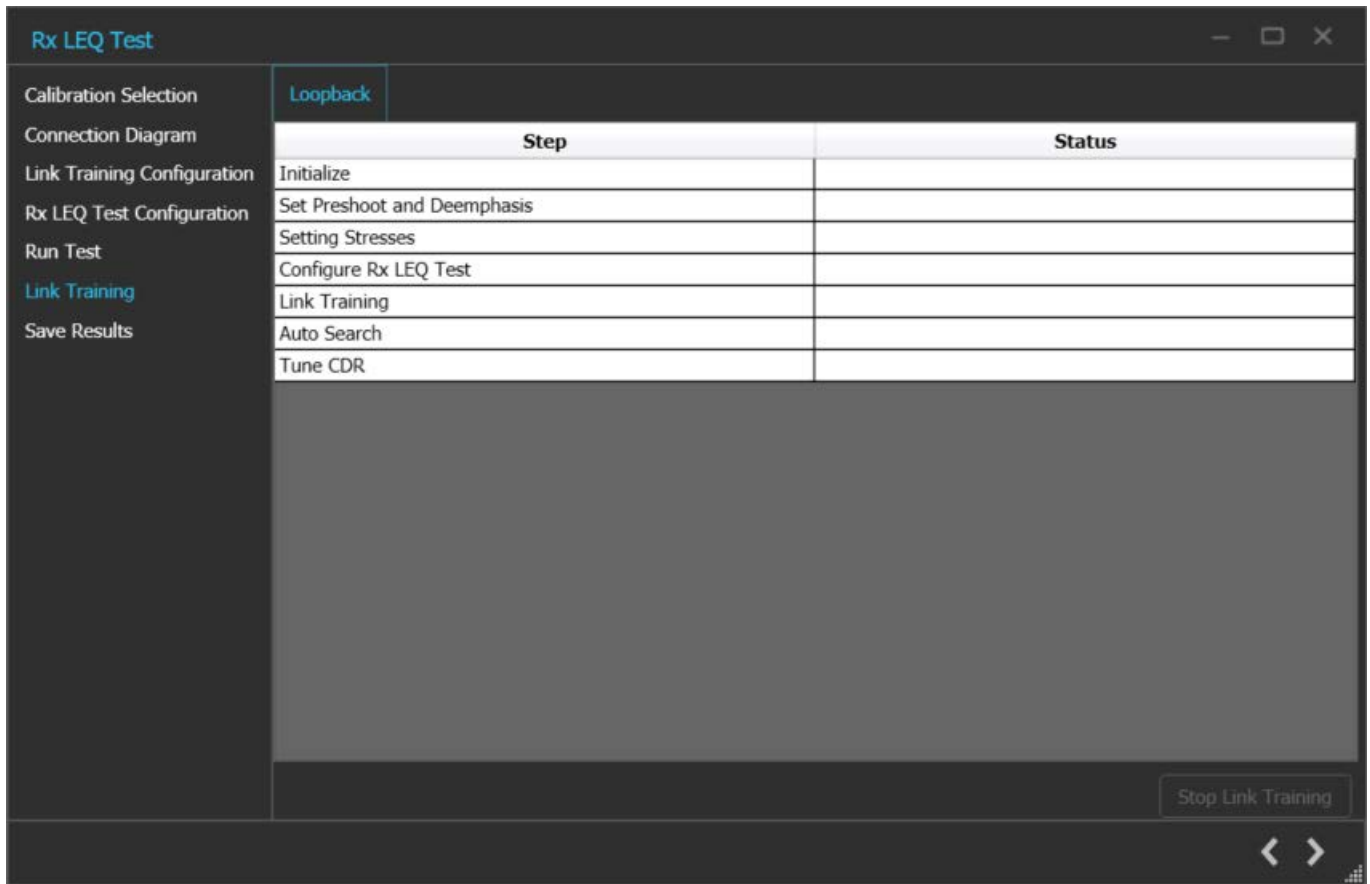 Rx LEQ Test
Calibration Selection
Connection Diagram
Link Training Configuration
Rx LEQ Test Configuration
Run Test
Link Training
Save Results
Loopback
Step Status
Initialize
Set Preshoot and Deemphasis
Setting Stresses
Configure Rx LEQ Test
Link Training
Auto Search
Tune CDR
Stop Link Training